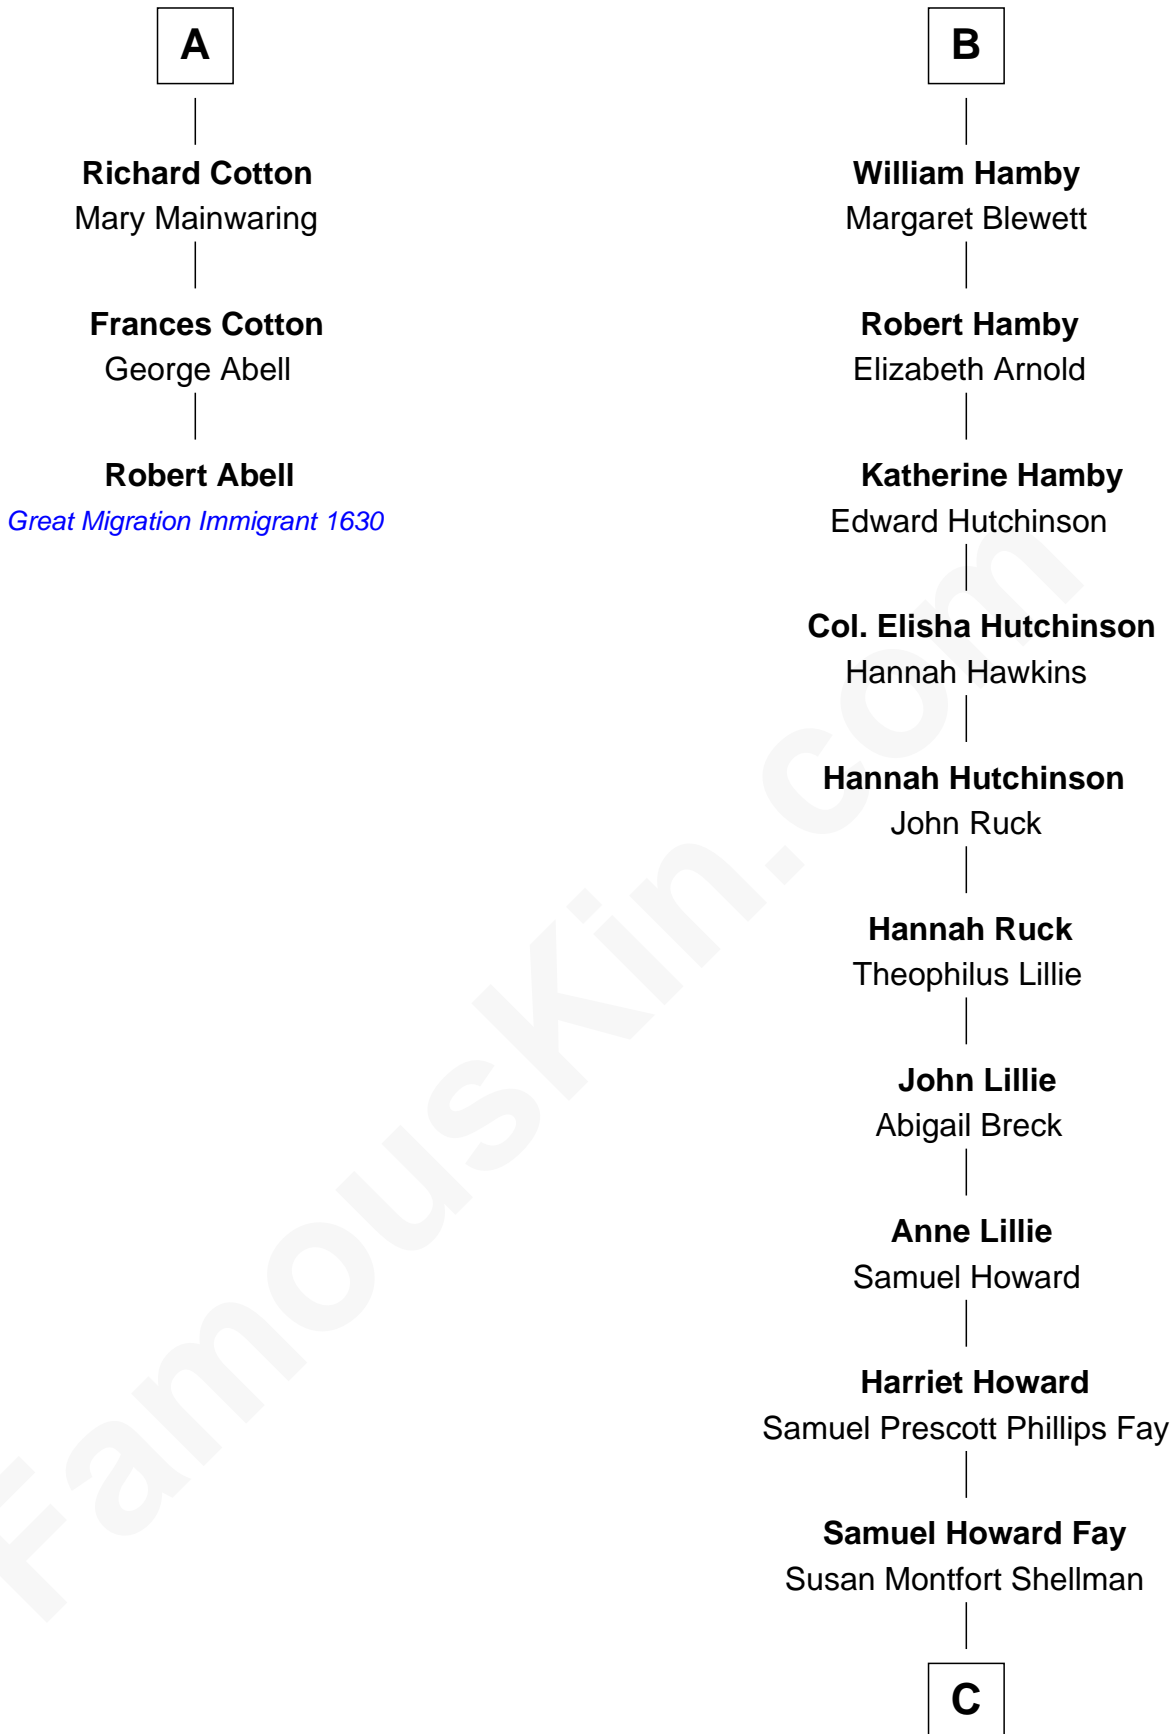 A
Richard Cotton
Mary Mainwaring
Frances Cotton
George Abell
Robert Abell
Great Migration Immigrant 1630
B
William Hamby
Margaret Blewett
Robert Hamby
Elizabeth Arnold
Katherine Hamby
Edward Hutchinson
Col. Elisha Hutchinson
Hannah Hawkins
Hannah Hutchinson
John Ruck
Hannah Ruck
Theophilus Lillie
John Lillie
Abigail Breck
Anne Lillie
Samuel Howard
Harriet Howard
Samuel Prescott Phillips Fay
Samuel Howard Fay
Susan Montfort Shellman
C
FamousKin.com